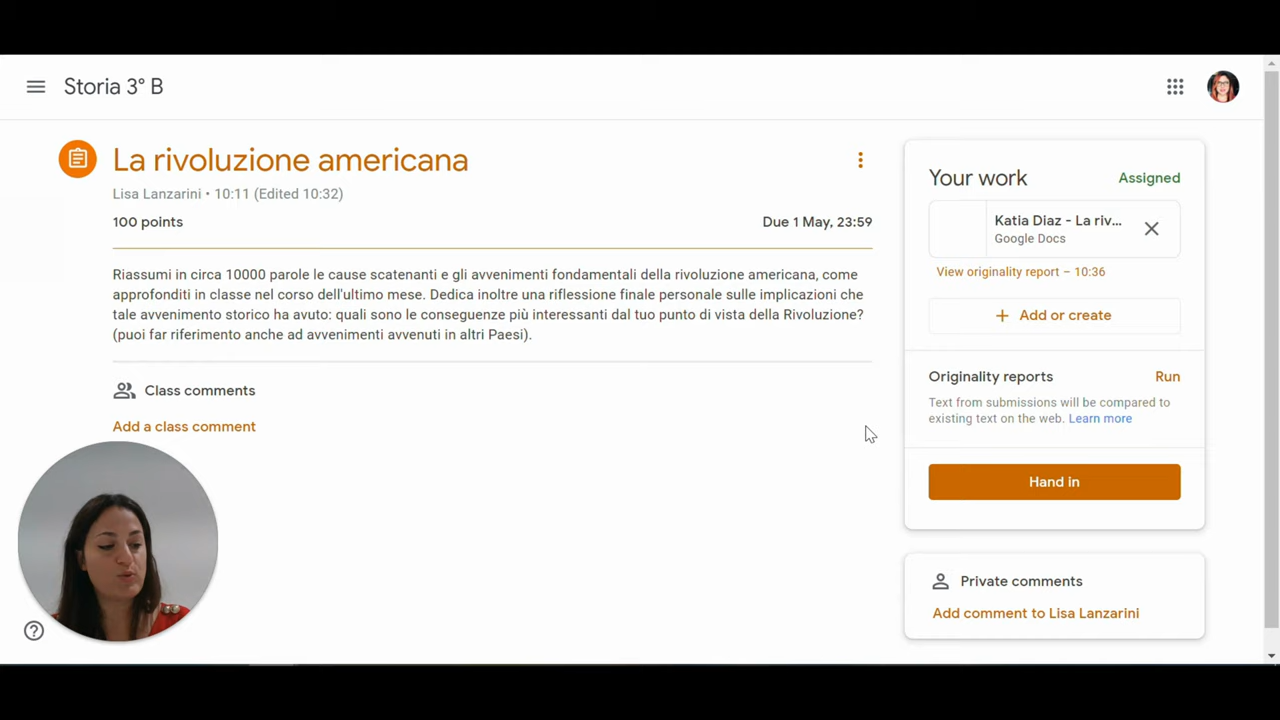 Storia 3° B
La rivoluzione americana
Lisa Lanzarini • 10:11 (Edited 10:32)
100 points
Due 1 May, 23:59
Riassumi in circa 10000 parole le cause scatenanti e gli avvenimenti fondamentali della rivoluzione americana, come
approfonditi in classe nel corso dell'ultimo mese. Dedica inoltre una riflessione finale personale sulle implicazioni che
tale avvenimento storico ha avuto: quali sono le conseguenze più interessanti dal tuo punto di vista della Rivoluzione?
(puoi far riferimento anche ad avvenimenti avvenuti in altri Paesi).
Class comments
Add a class comment
Your work
Assigned
Katia Diaz - La riv...
Google Docs
View originality report – 10:36
+ Add or create
Originality reports
Run
Text from submissions will be compared to
existing text on the web. Learn more
Hand in
Private comments
Add comment to Lisa Lanzarini